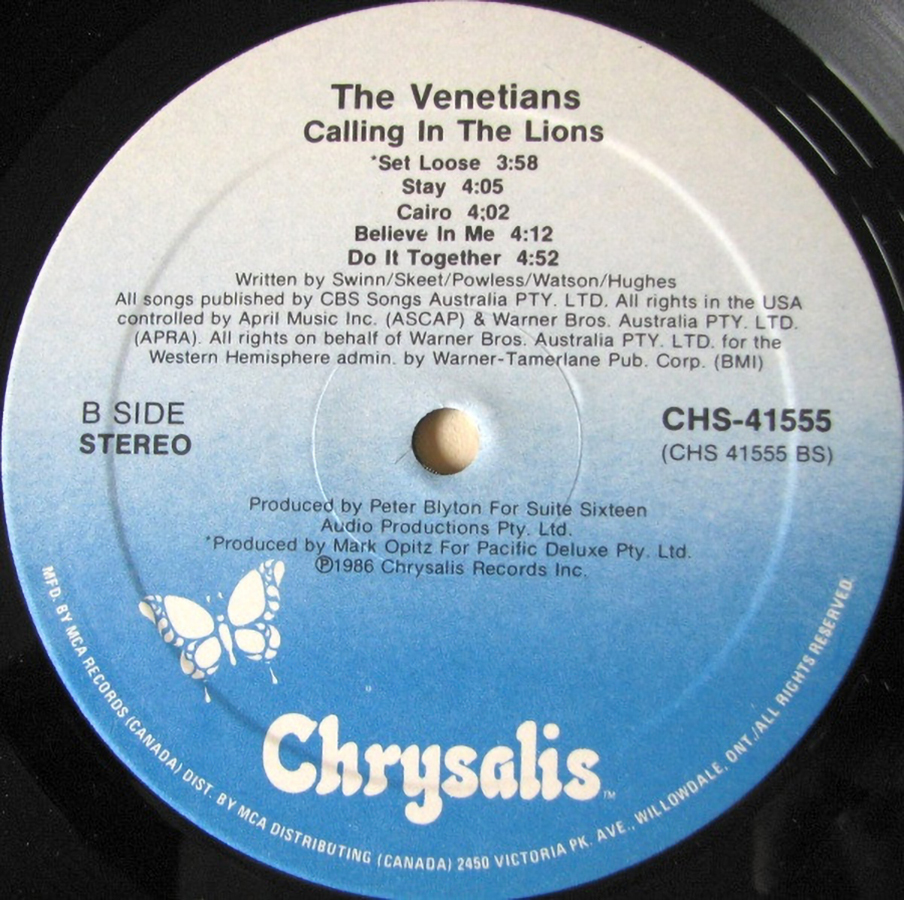 The Venetians
Calling In The Lions
*Set Loose 3:58
Stay 4:05
Cairo 4;02
Believe In Me 4:12
Do It Together 4:52
Written by Swinn/Skeet/Powless/Watson/Hughes
All songs published by CBS Songs Australia PTY. LTD. All rights in the USA
controlled by April Music Inc. (ASCAP) & Warner Bros. Australia PTY. LTD.
(APRA). All rights on behalf of Warner Bros. Australia PTY. LTD. for the
Western Hemisphere admin. by Warner-Tamerlane Pub. Corp. (BMI)
B SIDE
STEREO
CHS-41555
(CHS 41555 BS)
Produced by Peter Blyton For Suite Sixteen
Audio Productions Pty. Ltd.
*Produced by Mark Opitz For Pacific Deluxe Pty. Ltd.
℗1986 Chrysalis Records Inc.
Chrysalis™
MFD. BY MCA RECORDS (CANADA) DIST. BY MCA DISTRIBUTING (CANADA) 2450 VICTORIA PK. AVE., WILLOWDALE, ONT./ALL RIGHTS RESERVED.